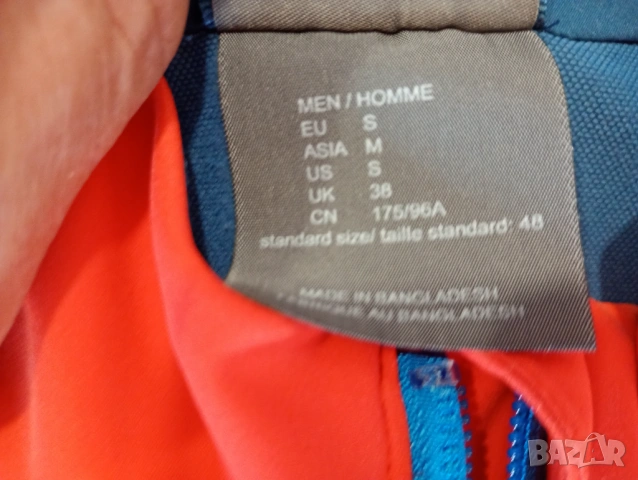 MEN / HOMME
EU S
ASIA M
US S
UK 38
CN 175/96A
standard size/ taille standard: 48
MADE IN BANGLADESH
FABRIQUE AU BANGLADESH
BAZAR